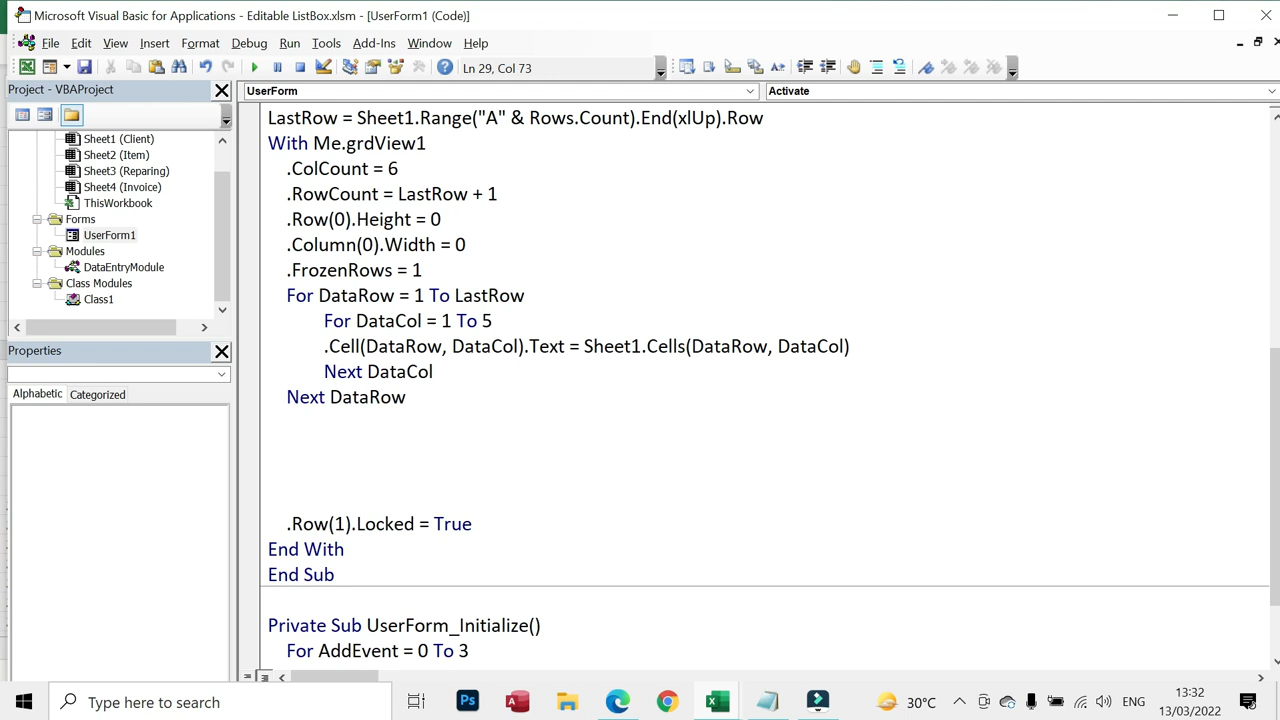 Microsoft Visual Basic for Applications - Editable ListBox.xlsm - [UserForm1 (Code)]
File Edit View Insert Format Debug Run Tools Add-Ins Window Help
Ln 29, Col 73
Project - VBAProject
UserForm
Activate
Sheet1 (Client)
Sheet2 (Item)
Sheet3 (Reparing)
Sheet4 (Invoice)
ThisWorkbook
Forms
UserForm1
Modules
DataEntryModule
Class Modules
Class1
Properties
Alphabetic Categorized
LastRow = Sheet1.Range("A" & Rows.Count).End(xlUp).Row
With Me.grdView1
.ColCount = 6
.RowCount = LastRow + 1
.Row(0).Height = 0
.Column(0).Width = 0
.FrozenRows = 1
For DataRow = 1 To LastRow
For DataCol = 1 To 5
.Cell(DataRow, DataCol).Text = Sheet1.Cells(DataRow, DataCol)
Next DataCol
Next DataRow
.Row(1).Locked = True
End With
End Sub
Private Sub UserForm_Initialize()
For AddEvent = 0 To 3
Type here to search
Ps
30°C
ENG
13:32
13/03/2022